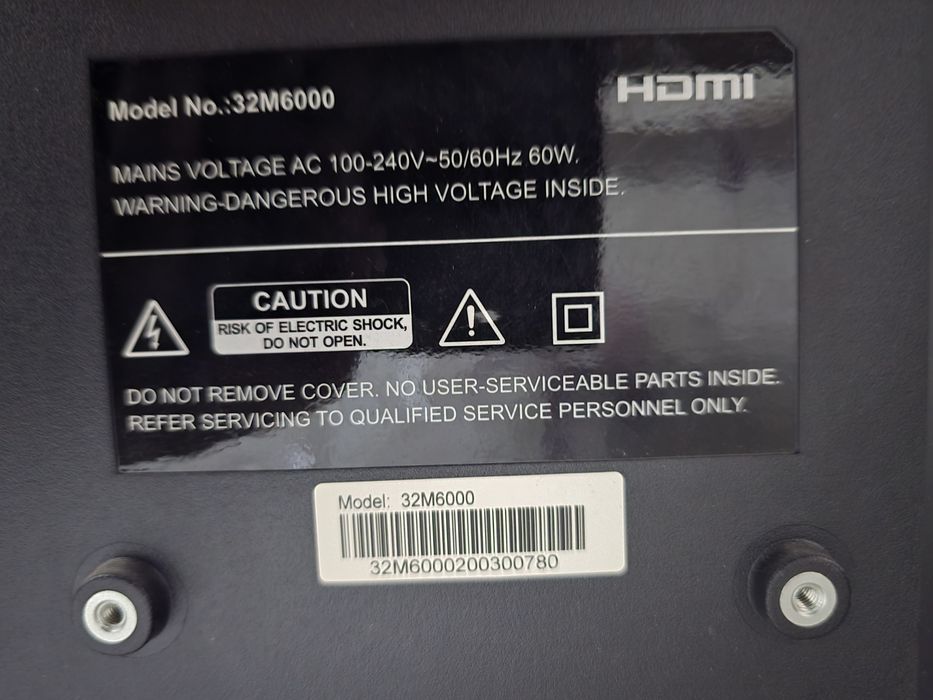 Model No.:32M6000
HDMI
MAINS VOLTAGE AC 100-240V~50/60Hz 60W.
WARNING-DANGEROUS HIGH VOLTAGE INSIDE.
CAUTION
RISK OF ELECTRIC SHOCK,
DO NOT OPEN.
DO NOT REMOVE COVER. NO USER-SERVICEABLE PARTS INSIDE.
REFER SERVICING TO QUALIFIED SERVICE PERSONNEL ONLY.
Model: 32M6000
32M6000200300780